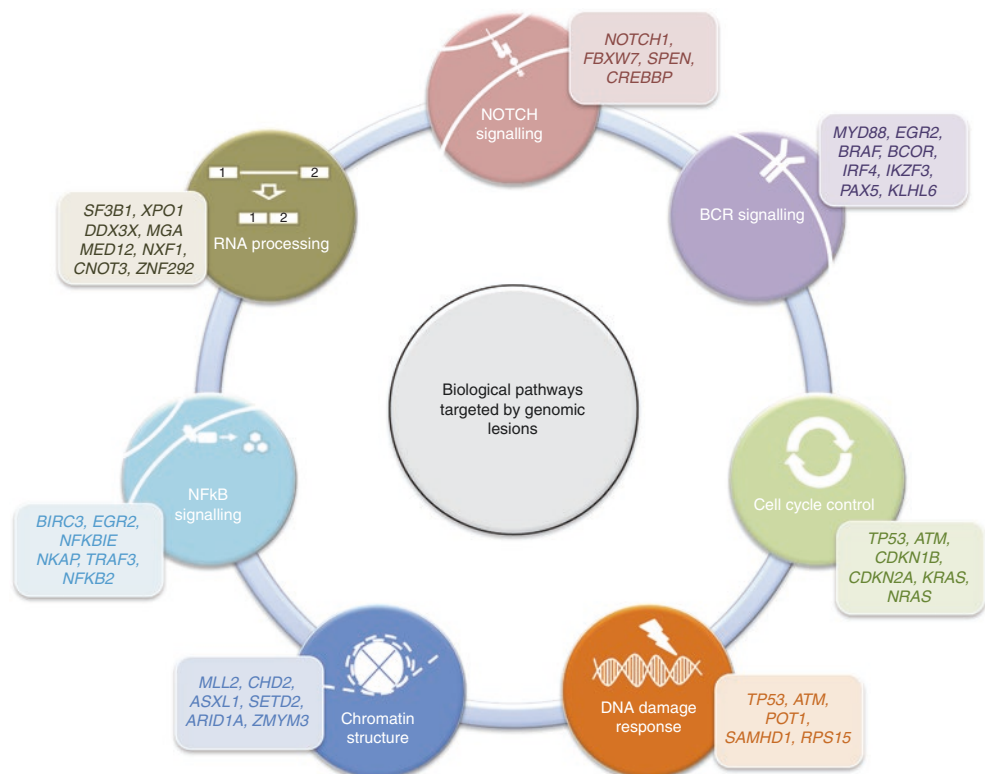 NOTCH1,
FBXW7, SPEN,
CREBBP
NOTCH
signalling
MYD88, EGR2,
BRAF, BCOR,
IRF4, IKZF3,
PAX5, KLHL6
BCR signalling
1 2
1 2
RNA processing
SF3B1, XPO1
DDX3X, MGA
MED12, NXF1,
CNOT3, ZNF292
Biological pathways
targeted by genomic
lesions
NFkB
signalling
BIRC3, EGR2,
NFKBIE
NKAP, TRAF3,
NFKB2
Cell cycle control
TP53, ATM,
CDKN1B,
CDKN2A, KRAS,
NRAS
MLL2, CHD2,
ASXL1, SETD2,
ARID1A, ZMYM3
Chromatin
structure
DNA damage
response
TP53, ATM,
POT1,
SAMHD1, RPS15